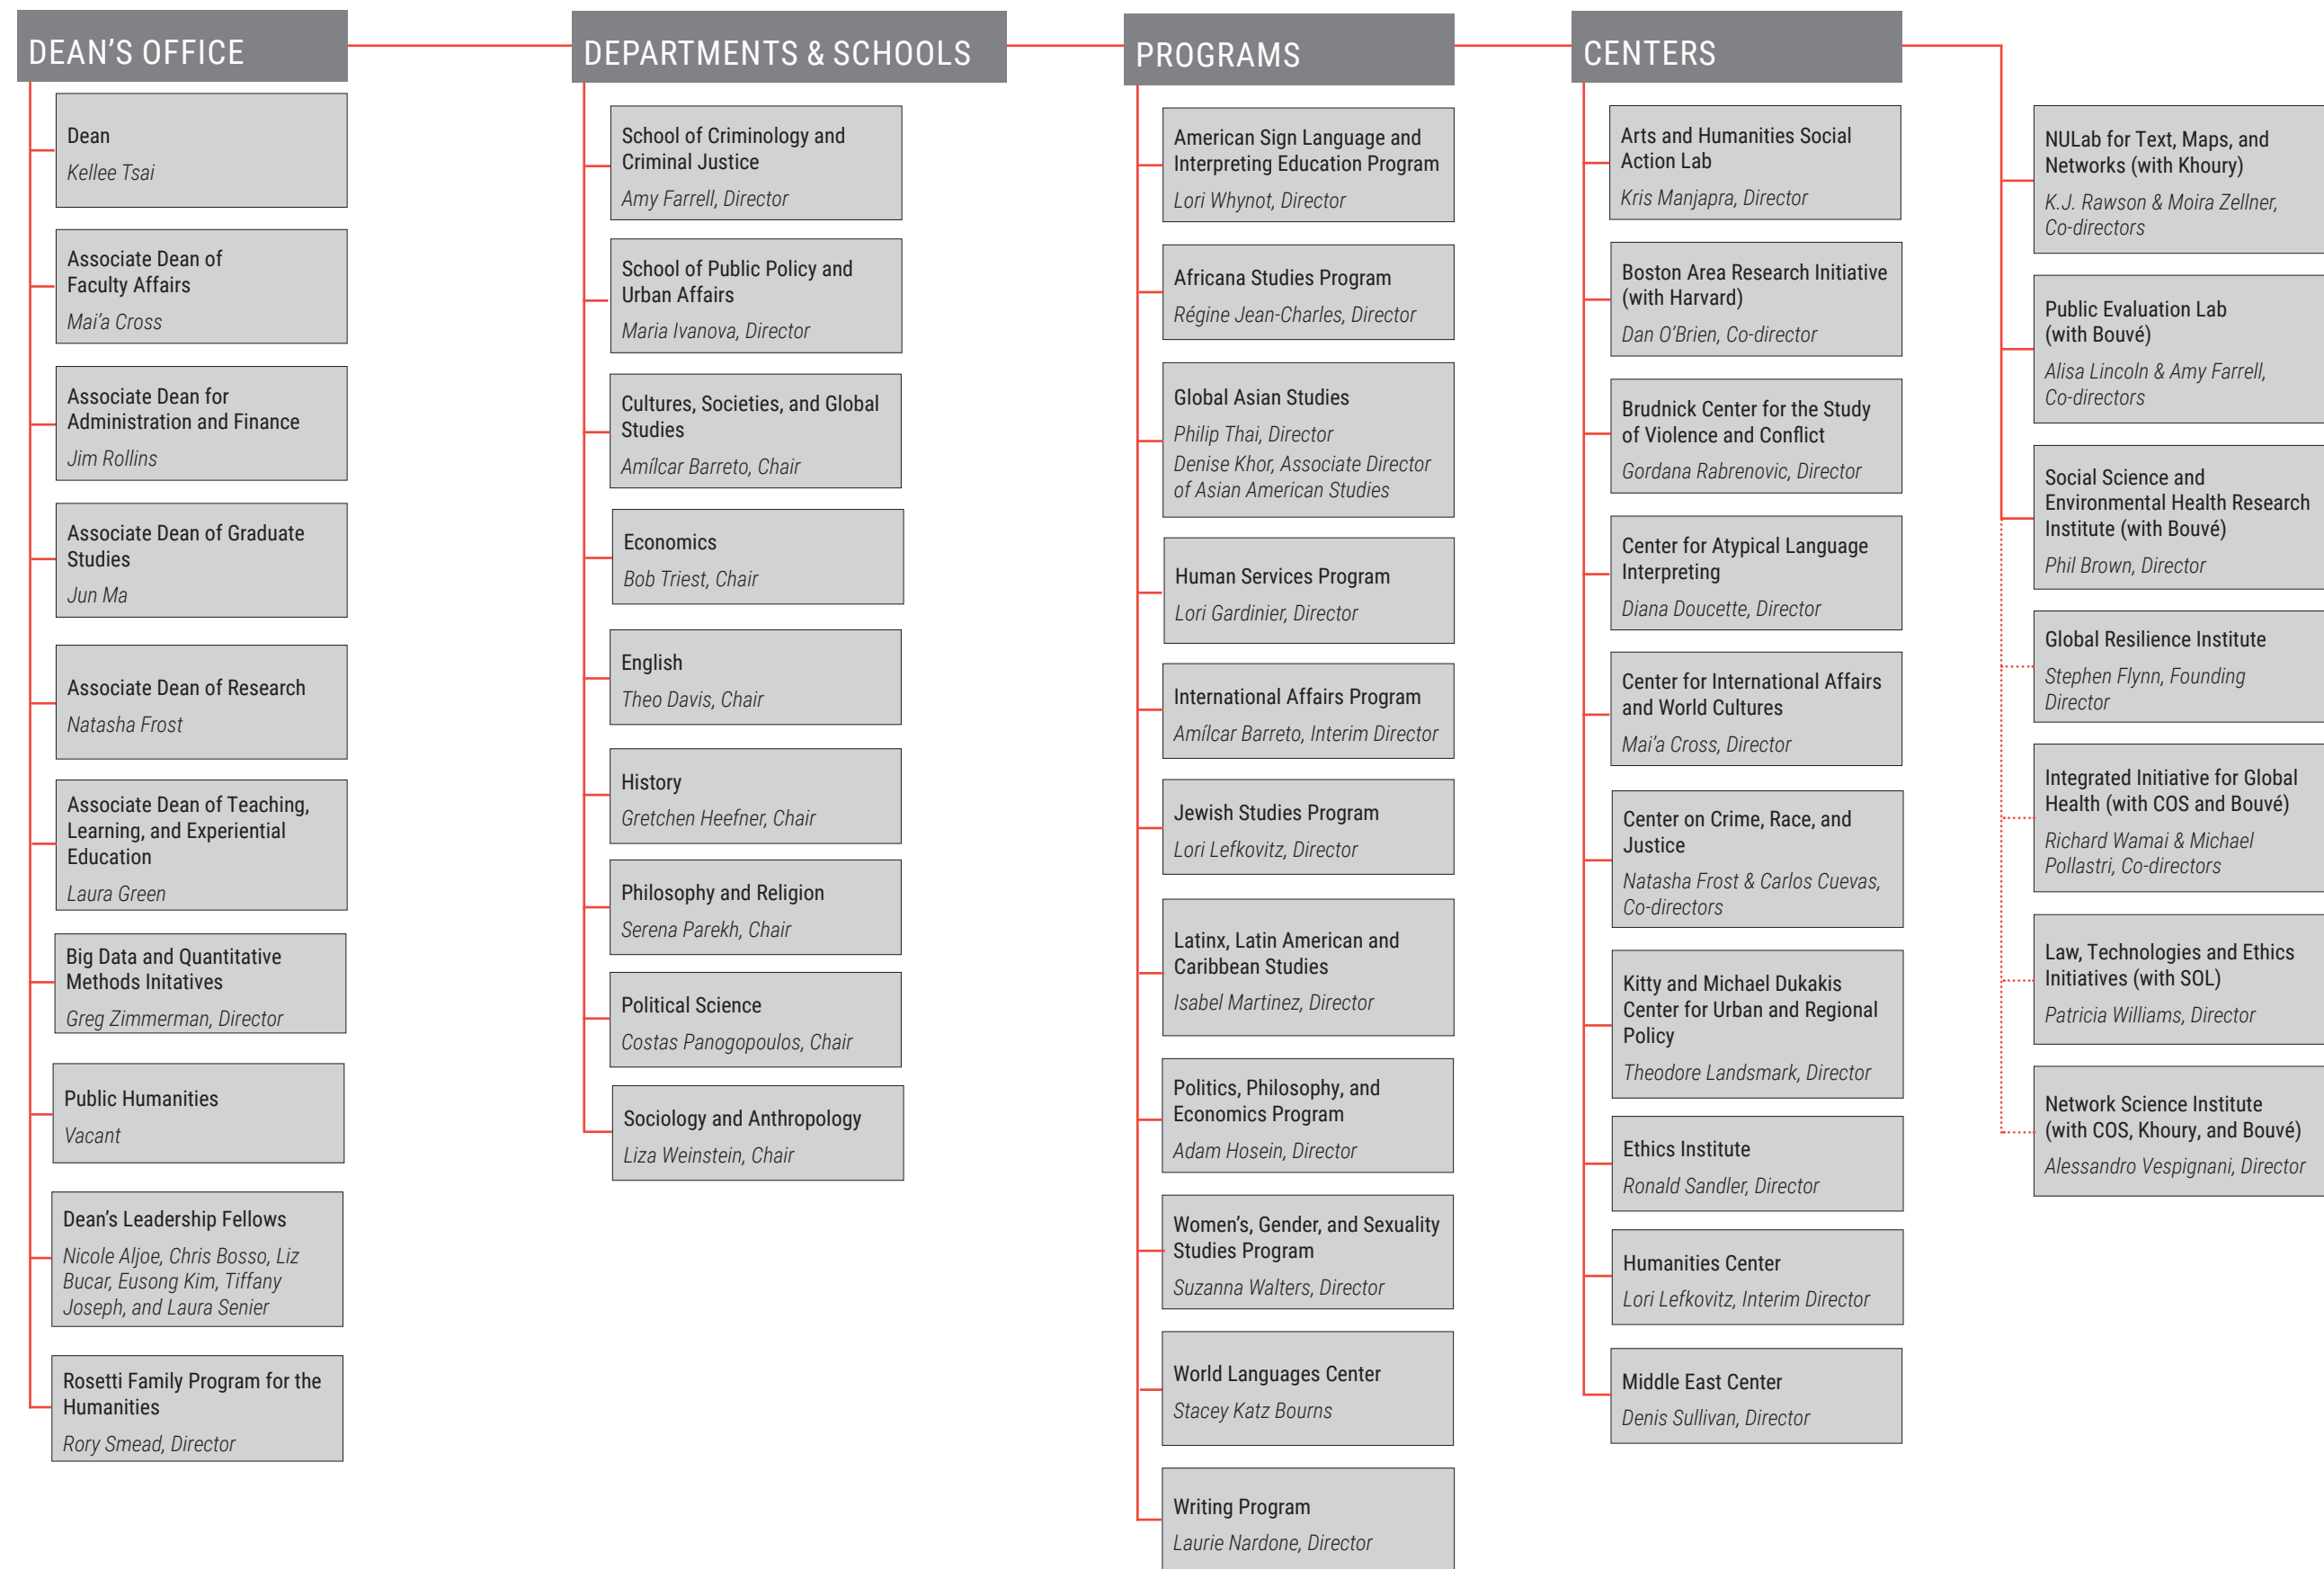 DEAN'S OFFICE
Dean
Kellee Tsai
Associate Dean of
Faculty Affairs
Mai'a Cross
Associate Dean for
Administration and Finance
Jim Rollins
Associate Dean of Graduate
Studies
Jun Ma
Associate Dean of Research
Natasha Frost
Associate Dean of Teaching,
Learning, and Experiential
Education
Laura Green
Big Data and Quantitative
Methods Initatives
Greg Zimmerman, Director
Public Humanities
Vacant
Dean's Leadership Fellows
Nicole Aljoe, Chris Bosso, Liz
Bucar, Eusong Kim, Tiffany
Joseph, and Laura Senier
Rosetti Family Program for the
Humanities
Rory Smead, Director
DEPARTMENTS & SCHOOLS
School of Criminology and
Criminal Justice
Amy Farrell, Director
School of Public Policy and
Urban Affairs
Maria Ivanova, Director
Cultures, Societies, and Global
Studies
Amílcar Barreto, Chair
Economics
Bob Triest, Chair
English
Theo Davis, Chair
History
Gretchen Heefner, Chair
Philosophy and Religion
Serena Parekh, Chair
Political Science
Costas Panogopoulos, Chair
Sociology and Anthropology
Liza Weinstein, Chair
PROGRAMS
American Sign Language and
Interpreting Education Program
Lori Whynot, Director
Africana Studies Program
Régine Jean-Charles, Director
Global Asian Studies
Philip Thai, Director
Denise Khor, Associate Director
of Asian American Studies
Human Services Program
Lori Gardinier, Director
International Affairs Program
Amílcar Barreto, Interim Director
Jewish Studies Program
Lori Lefkovitz, Director
Latinx, Latin American and
Caribbean Studies
Isabel Martinez, Director
Politics, Philosophy, and
Economics Program
Adam Hosein, Director
Women's, Gender, and Sexuality
Studies Program
Suzanna Walters, Director
World Languages Center
Stacey Katz Bourns
Writing Program
Laurie Nardone, Director
CENTERS
Arts and Humanities Social
Action Lab
Kris Manjapra, Director
Boston Area Research Initiative
(with Harvard)
Dan O'Brien, Co-director
Brudnick Center for the Study
of Violence and Conflict
Gordana Rabrenovic, Director
Center for Atypical Language
Interpreting
Diana Doucette, Director
Center for International Affairs
and World Cultures
Mai'a Cross, Director
Center on Crime, Race, and
Justice
Natasha Frost & Carlos Cuevas,
Co-directors
Kitty and Michael Dukakis
Center for Urban and Regional
Policy
Theodore Landsmark, Director
Ethics Institute
Ronald Sandler, Director
Humanities Center
Lori Lefkovitz, Interim Director
Middle East Center
Denis Sullivan, Director
NULab for Text, Maps, and
Networks (with Khoury)
K.J. Rawson & Moira Zellner,
Co-directors
Public Evaluation Lab
(with Bouvé)
Alisa Lincoln & Amy Farrell,
Co-directors
Social Science and
Environmental Health Research
Institute (with Bouvé)
Phil Brown, Director
Global Resilience Institute
Stephen Flynn, Founding
Director
Integrated Initiative for Global
Health (with COS and Bouvé)
Richard Wamai & Michael
Pollastri, Co-directors
Law, Technologies and Ethics
Initiatives (with SOL)
Patricia Williams, Director
Network Science Institute
(with COS, Khoury, and Bouvé)
Alessandro Vespignani, Director